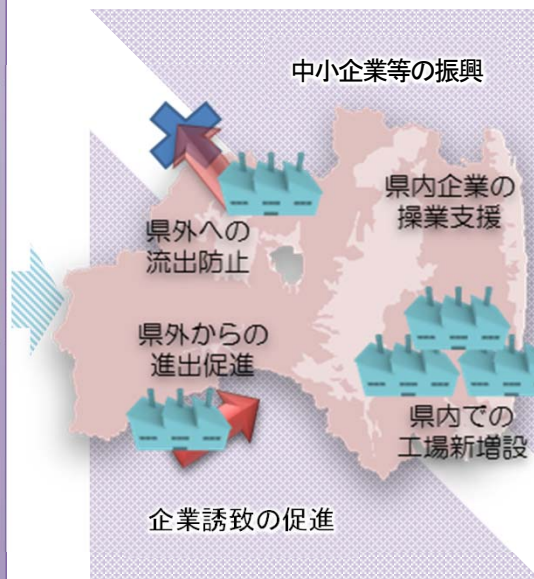 中小企業等の振興
県内企業の
操業支援
県外への
流出防止
県外からの
進出促進
県内での
工場新増設
企業誘致の促進